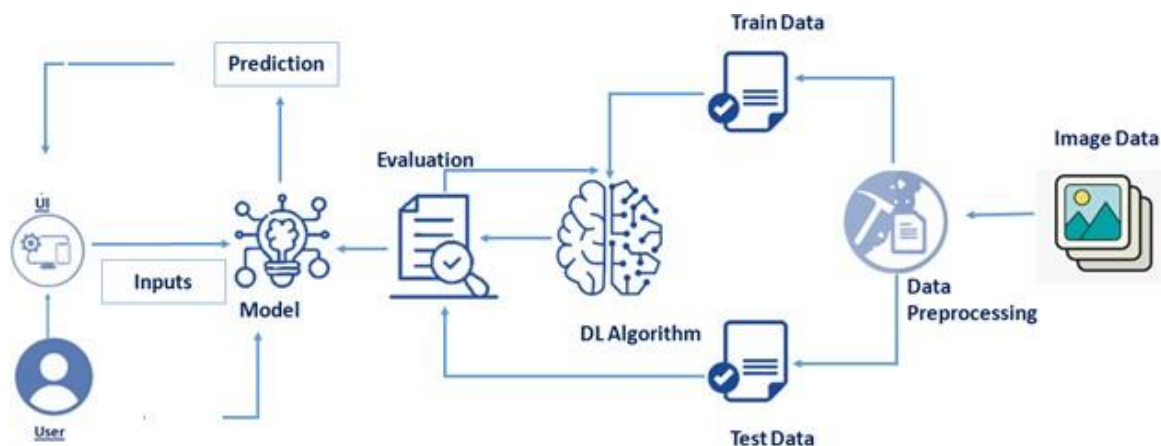 Train Data
Prediction
Image Data
Evaluation
UI
Inputs
Data
Preprocessing
Model
DL Algorithm
User
Test Data